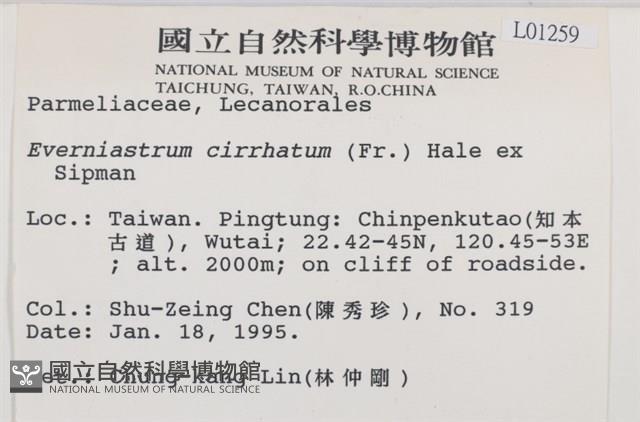 國立自然科學博物館
L01259
NATIONAL MUSEUM OF NATURAL SCIENCE
TAICHUNG, TAIWAN, R.O.CHINA
Parmeliaceae, Lecanorales
Everniastrum cirrhatum (Fr.) Hale ex
Sipman
Loc.: Taiwan. Pingtung: Chinpenkutao(知本
古道), Wutai; 22.42-45N, 120.45-53E
; alt. 2000m; on cliff of roadside.
Col.: Shu-Zeing Chen(陳秀珍), No. 319
Date: Jan. 18, 1995.
Det.: Chung-kang Lin(林仲剛)
國立自然科學博物館
NATIONAL MUSEUM OF NATURAL SCIENCE